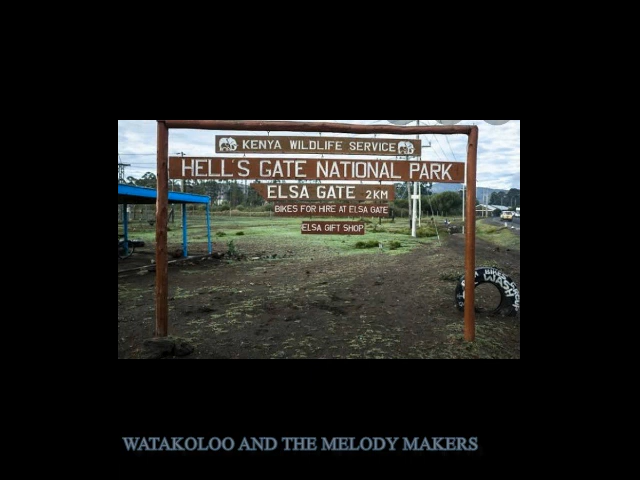 KENYA WILDLIFE SERVICE
HELL'S GATE NATIONAL PARK
ELSA GATE 2KM
BIKES FOR HIRE AT ELSA GATE
ELSA GIFT SHOP
WASH
WATAKOLOO AND THE MELODY MAKERS